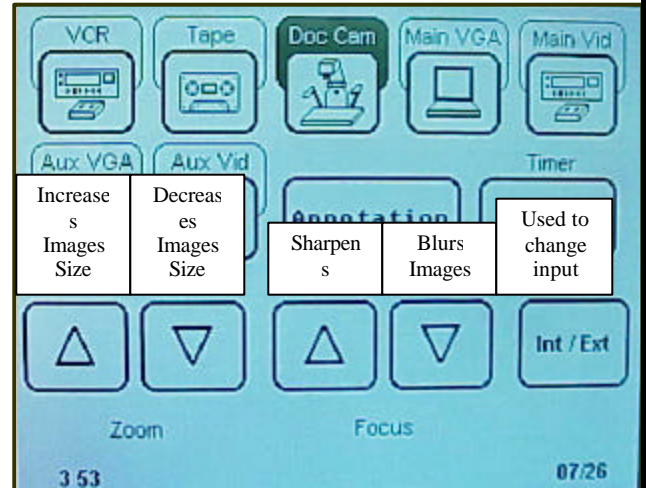 VCR Tape Doc Cam Main VGA Main Vid
Aux VGA Aux Vid Timer
Annotation
Increase
s
Images
Size
Decreas
es
Images
Size
Sharpen
s
Blurs
Images
Used to
change
input
Int / Ext
Zoom Focus
3 53 07/26